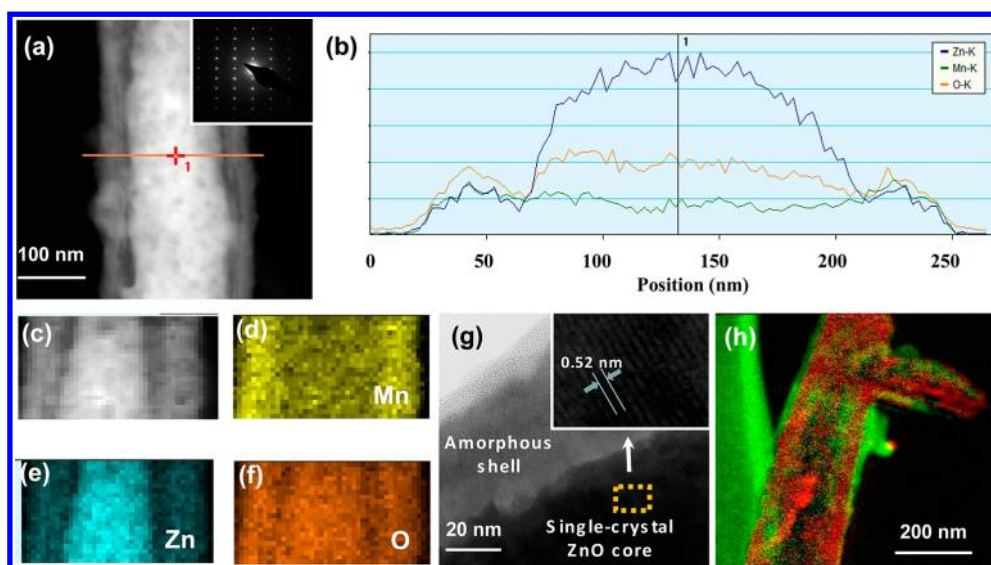 (a)
1
100 nm
(b)
1
Zn-K
Mn-K
O-K
0 50 100 150 200 250
Position (nm)
(c)
(d)
Mn
(e)
Zn
(f)
O
(g)
0.52 nm
Amorphous
shell
20 nm
Single-crystal
ZnO core
(h)
200 nm